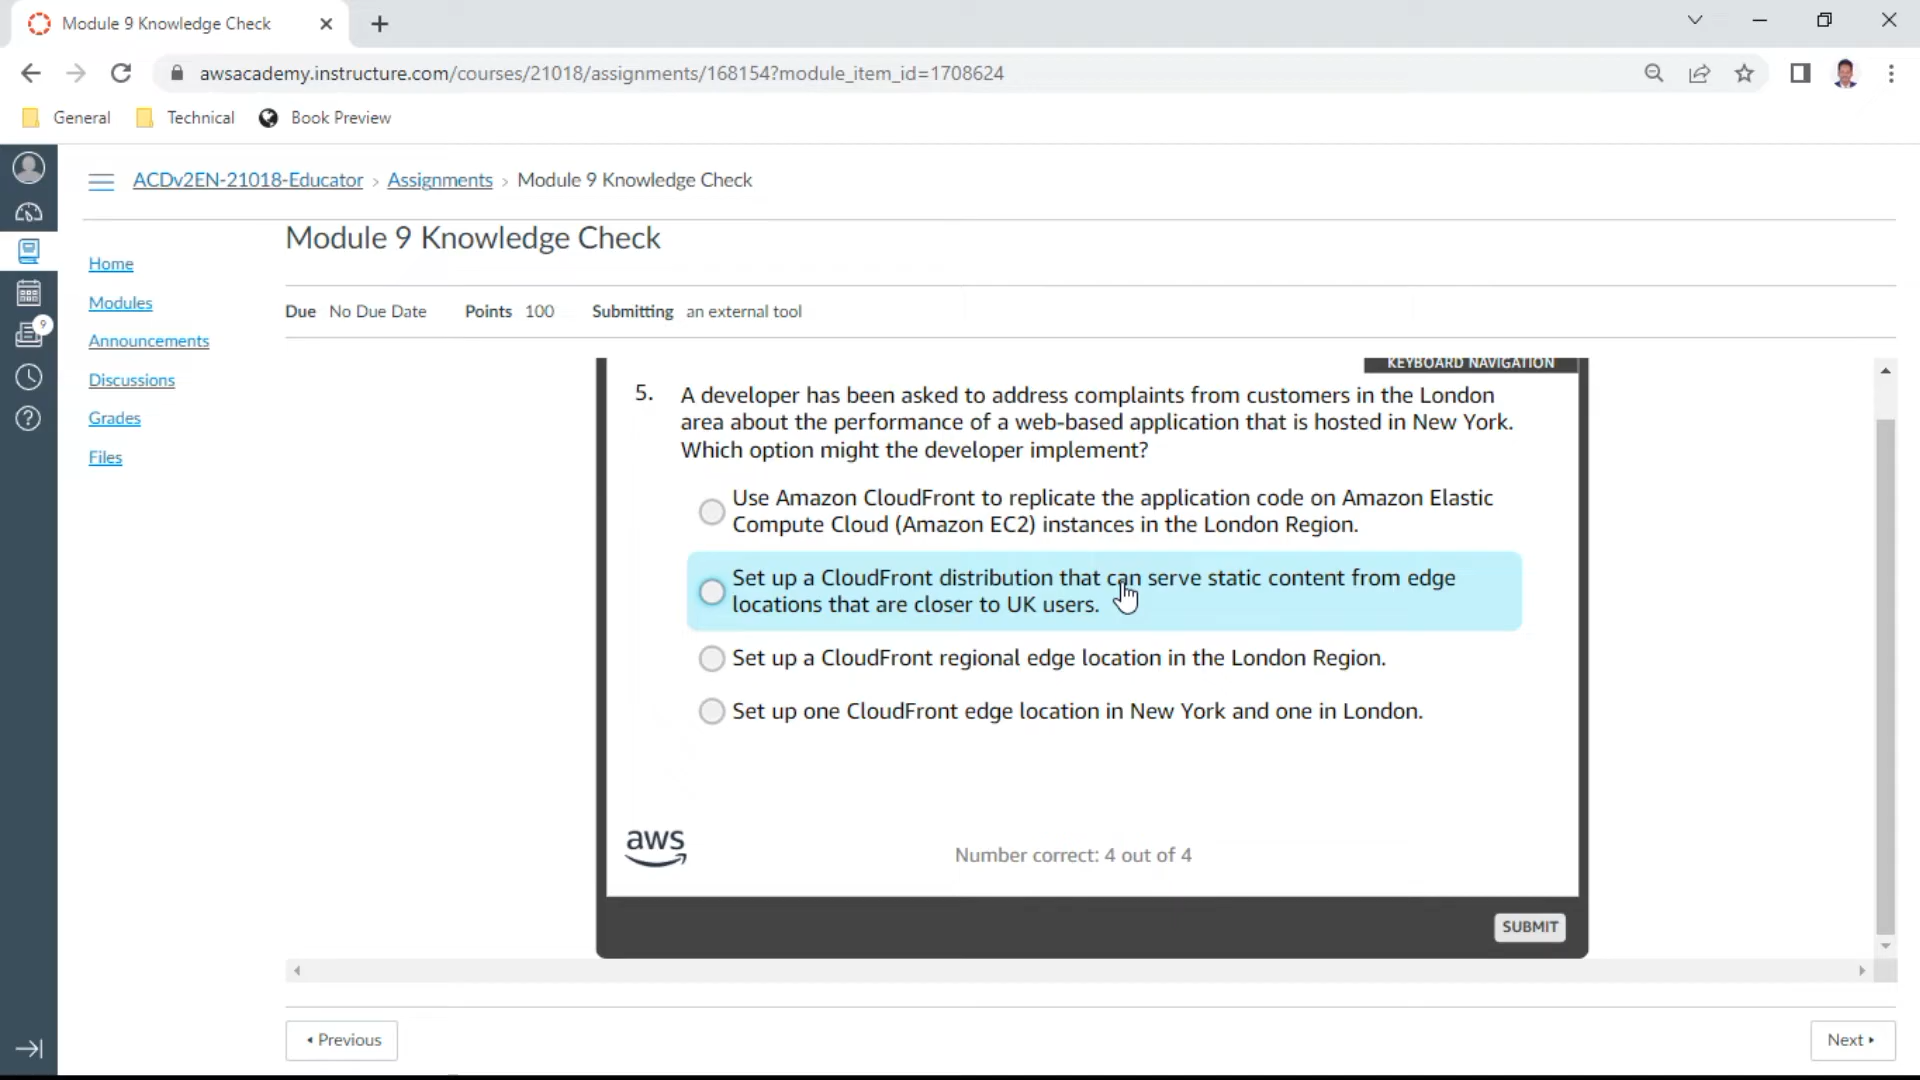 Module 9 Knowledge Check
awsacademy.instructure.com/courses/21018/assignments/168154?module_item_id=1708624
General Technical Book Preview
ACDv2EN-21018-Educator › Assignments › Module 9 Knowledge Check
Module 9 Knowledge Check
Home
Modules
Announcements
Discussions
Grades
Files
9
Due No Due Date Points 100 Submitting an external tool
KEYBOARD NAVIGATION
5. A developer has been asked to address complaints from customers in the London
area about the performance of a web-based application that is hosted in New York.
Which option might the developer implement?
Use Amazon CloudFront to replicate the application code on Amazon Elastic
Compute Cloud (Amazon EC2) instances in the London Region.
Set up a CloudFront distribution that can serve static content from edge
locations that are closer to UK users.
Set up a CloudFront regional edge location in the London Region.
Set up one CloudFront edge location in New York and one in London.
aws
Number correct: 4 out of 4
SUBMIT
Previous
Next